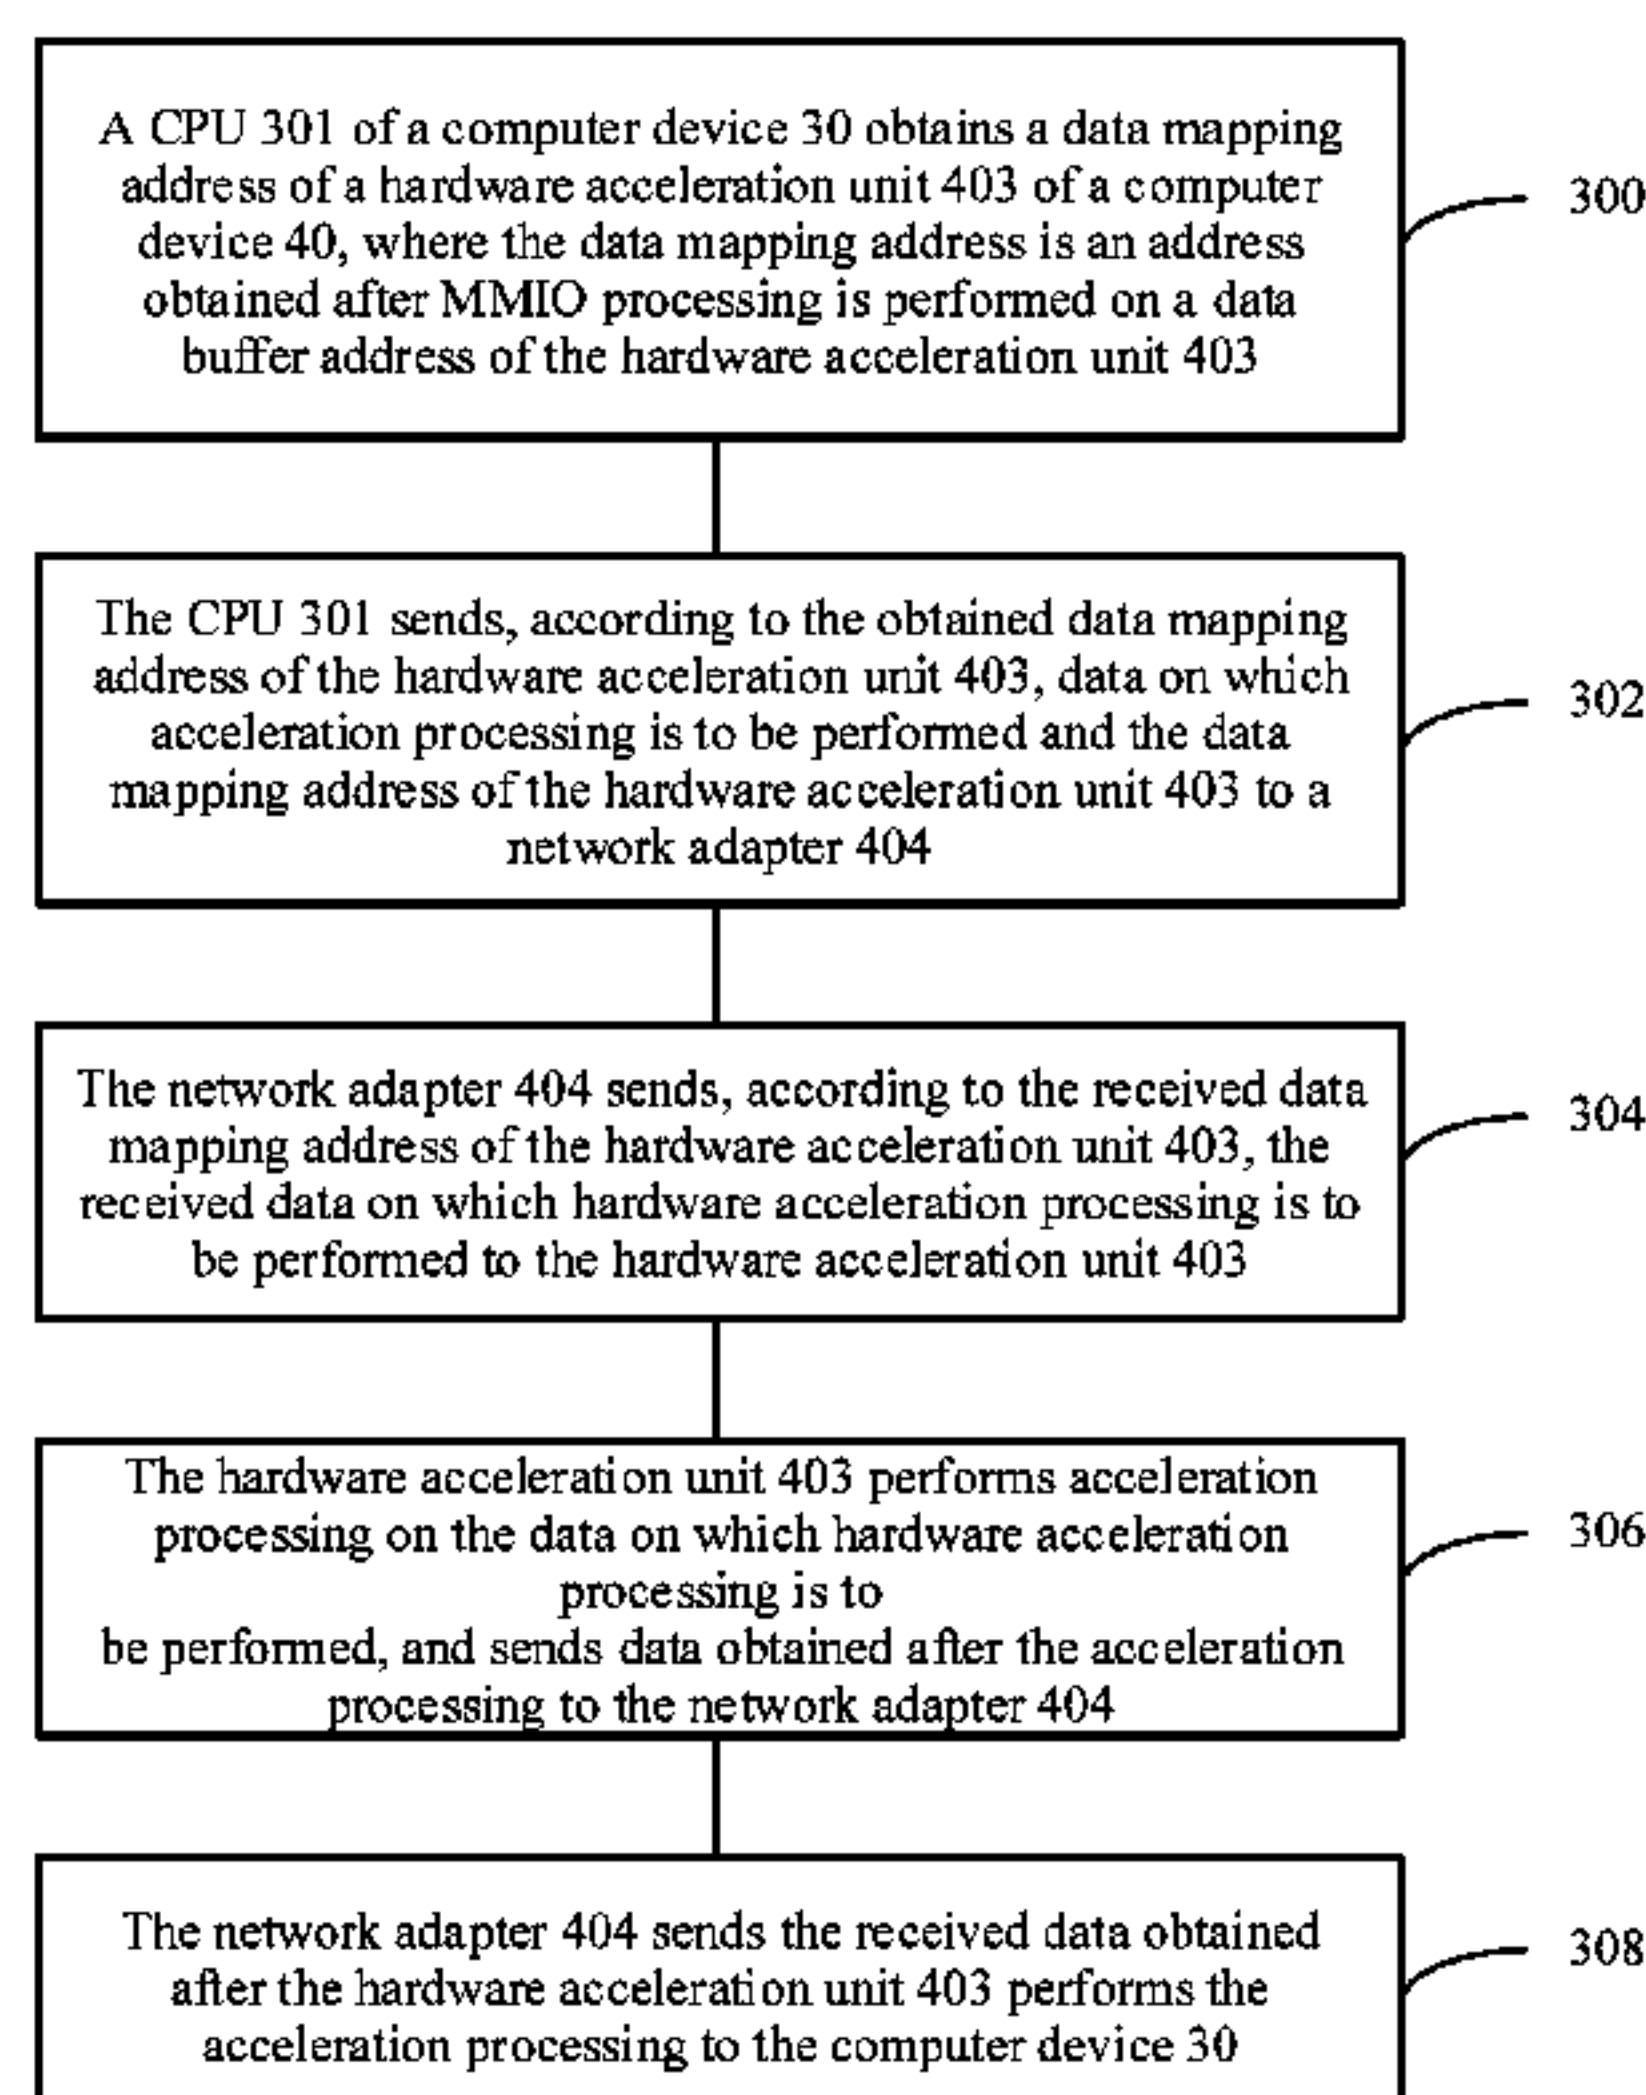 A CPU 301 of a computer device 30 obtains a data mapping
address of a hardware acceleration unit 403 of a computer
device 40, where the data mapping address is an address
obtained after MMIO processing is performed on a data
buffer address of the hardware acceleration unit 403
300
The CPU 301 sends, according to the obtained data mapping
address of the hardware acceleration unit 403, data on which
acceleration processing is to be performed and the data
mapping address of the hardware acceleration unit 403 to a
network adapter 404
302
The network adapter 404 sends, according to the received data
mapping address of the hardware acceleration unit 403, the
received data on which hardware acceleration processing is to
be performed to the hardware acceleration unit 403
304
The hardware acceleration unit 403 performs acceleration
processing on the data on which hardware acceleration
processing is to
be performed, and sends data obtained after the acceleration
processing to the network adapter 404
306
The network adapter 404 sends the received data obtained
after the hardware acceleration unit 403 performs the
acceleration processing to the computer device 30
308